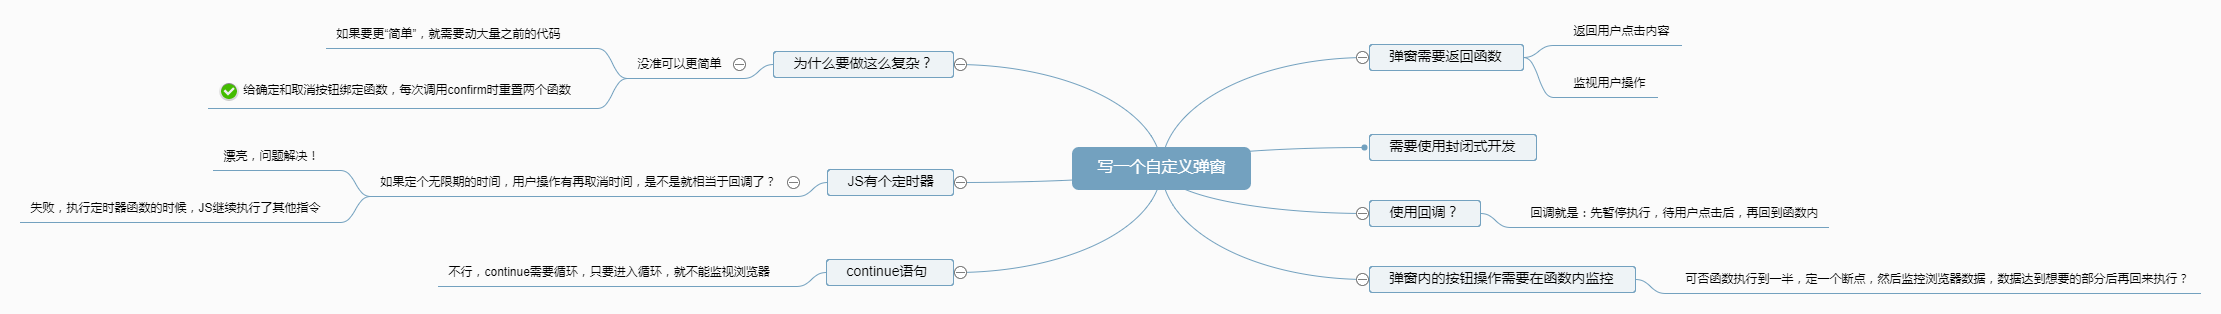 写一个自定义弹窗
弹窗需要返回函数
返回用户点击内容
监视用户操作
需要使用封闭式开发
使用回调？
回调就是：先暂停执行，待用户点击后，再回到函数内
弹窗内的按钮操作需要在函数内监控
可否函数执行到一半，定一个断点，然后监控浏览器数据，数据达到想要的部分后再回来执行？
为什么要做这么复杂？
没准可以更简单
如果要更“简单”，就需要动大量之前的代码
给确定和取消按钮绑定函数，每次调用confirm时重置两个函数
JS有个定时器
如果定个无限期的时间，用户操作有再取消时间，是不是就相当于回调了？
漂亮，问题解决！
失败，执行定时器函数的时候，JS继续执行了其他指令
continue语句
不行，continue需要循环，只要进入循环，就不能监视浏览器